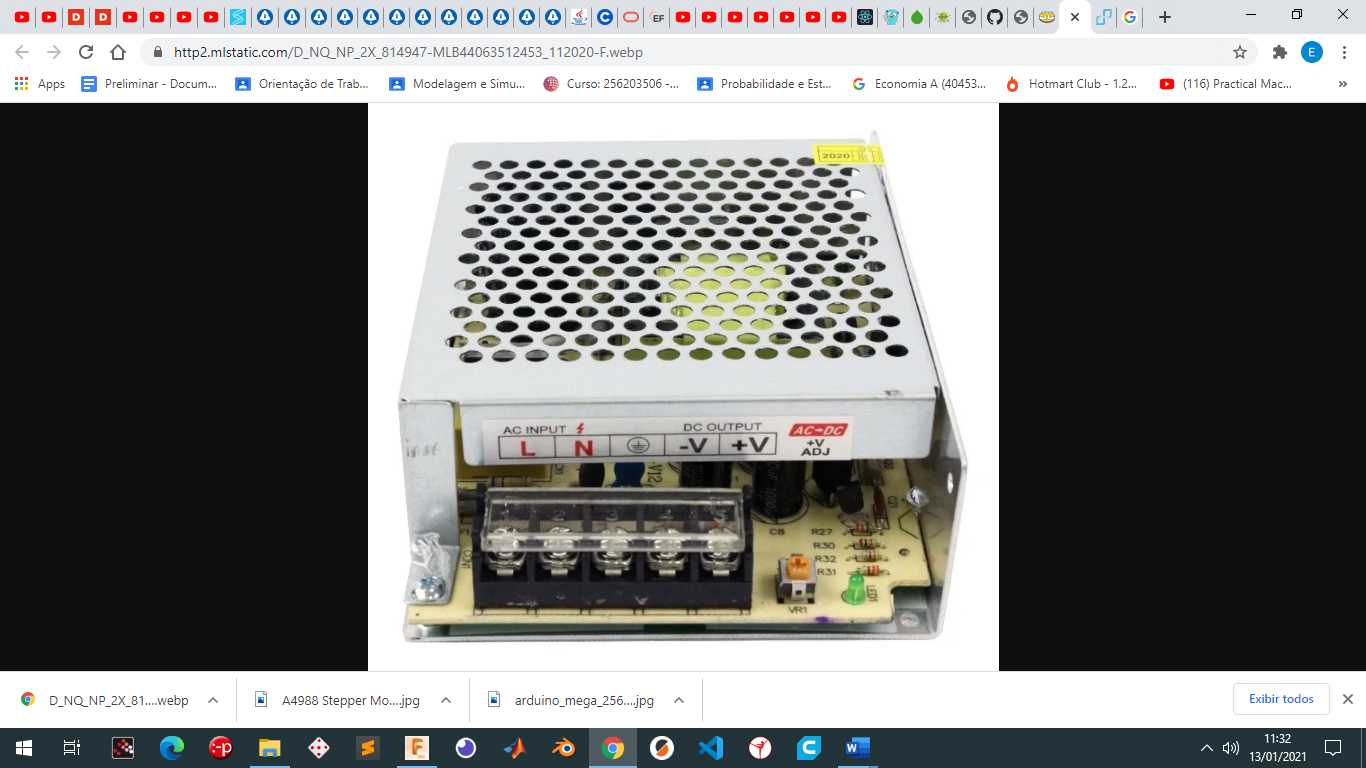 http2.mlstatic.com/D_NQ_NP_2X_814947-MLB44063512453_112020-F.webp
E
Apps
Preliminar - Docum...
Orientação de Trab...
Modelagem e Simu...
Curso: 256203506 -...
Probabilidade e Est...
Economia A (40453...
Hotmart Club - 1.2...
(116) Practical Mac...
2020
AC INPUT DC OUTPUT AC→DC
L N -V +V +V
ADJ
C8 R27
R30
R32
R31
LED1
VR1
D_NQ_NP_2X_81....webp
A4988 Stepper Mo....jpg
arduino_mega_256....jpg
Exibir todos
11:32
13/01/2021